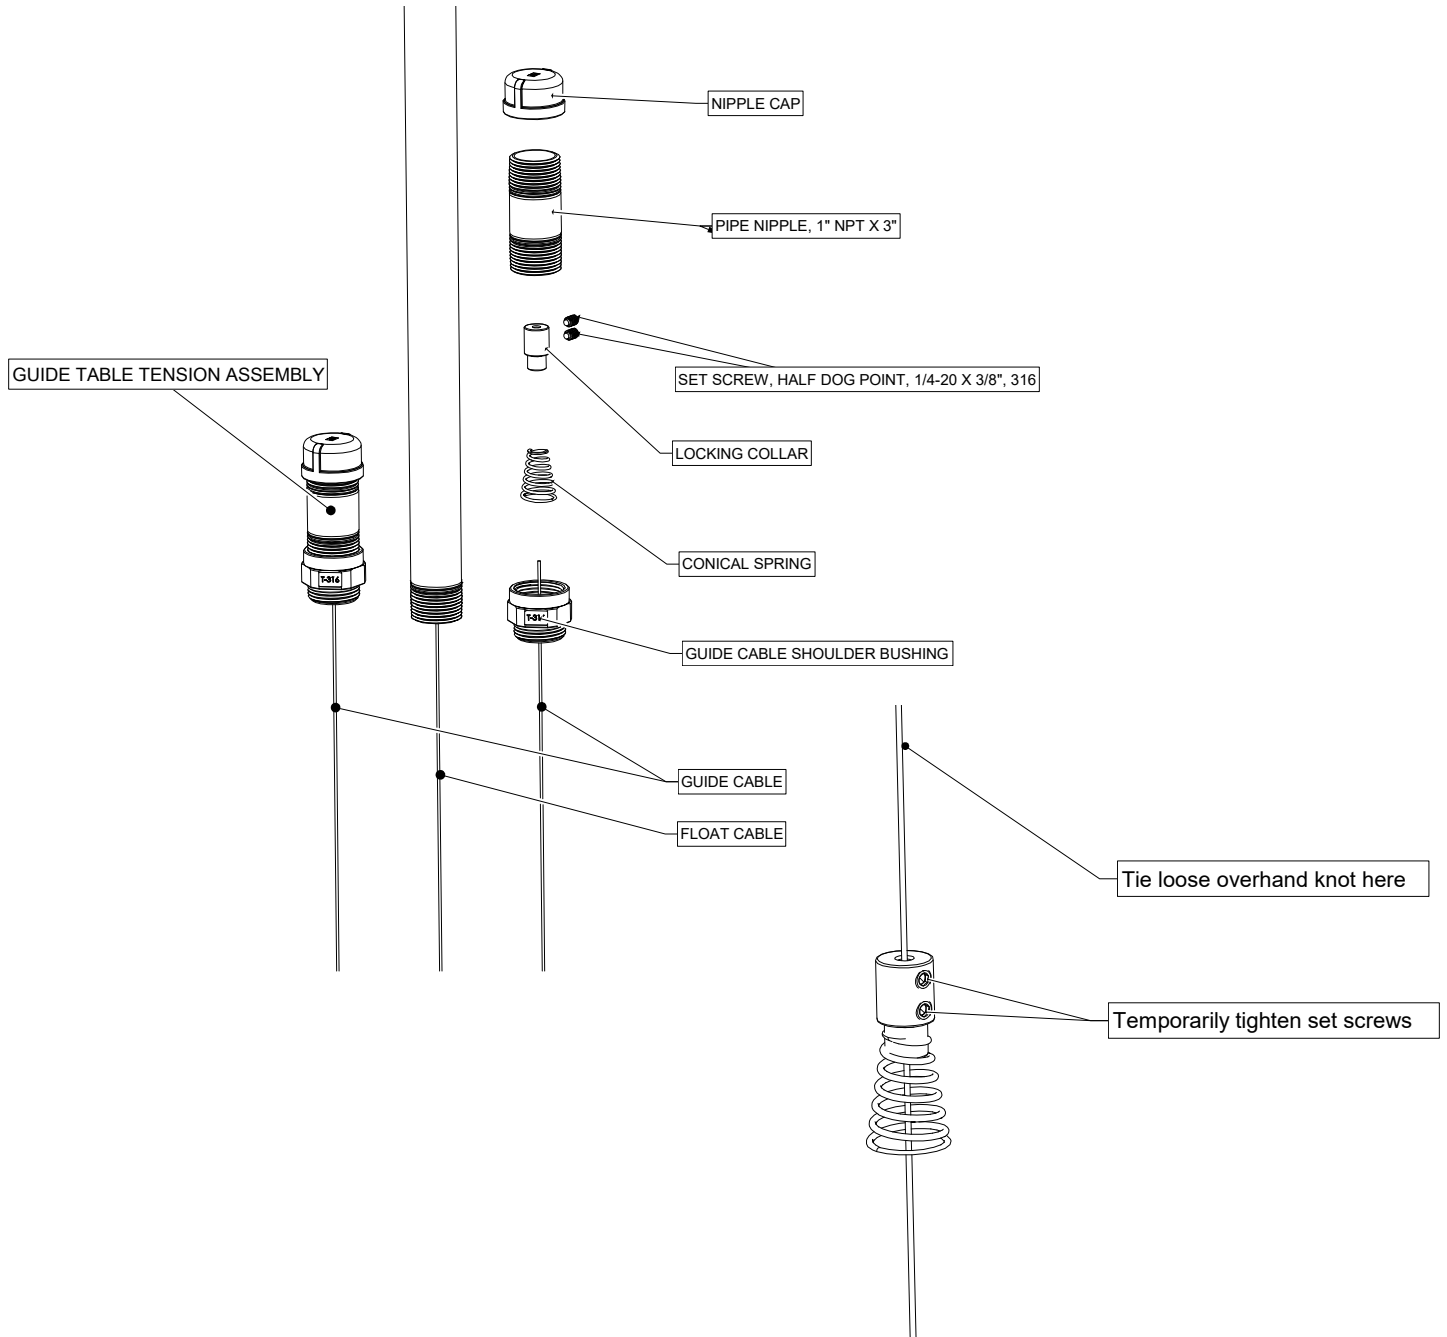 NIPPLE CAP
PIPE NIPPLE, 1" NPT X 3"
GUIDE TABLE TENSION ASSEMBLY
SET SCREW, HALF DOG POINT, 1/4-20 X 3/8", 316
LOCKING COLLAR
CONICAL SPRING
T-316
T-31
GUIDE CABLE SHOULDER BUSHING
GUIDE CABLE
FLOAT CABLE
Tie loose overhand knot here
Temporarily tighten set screws